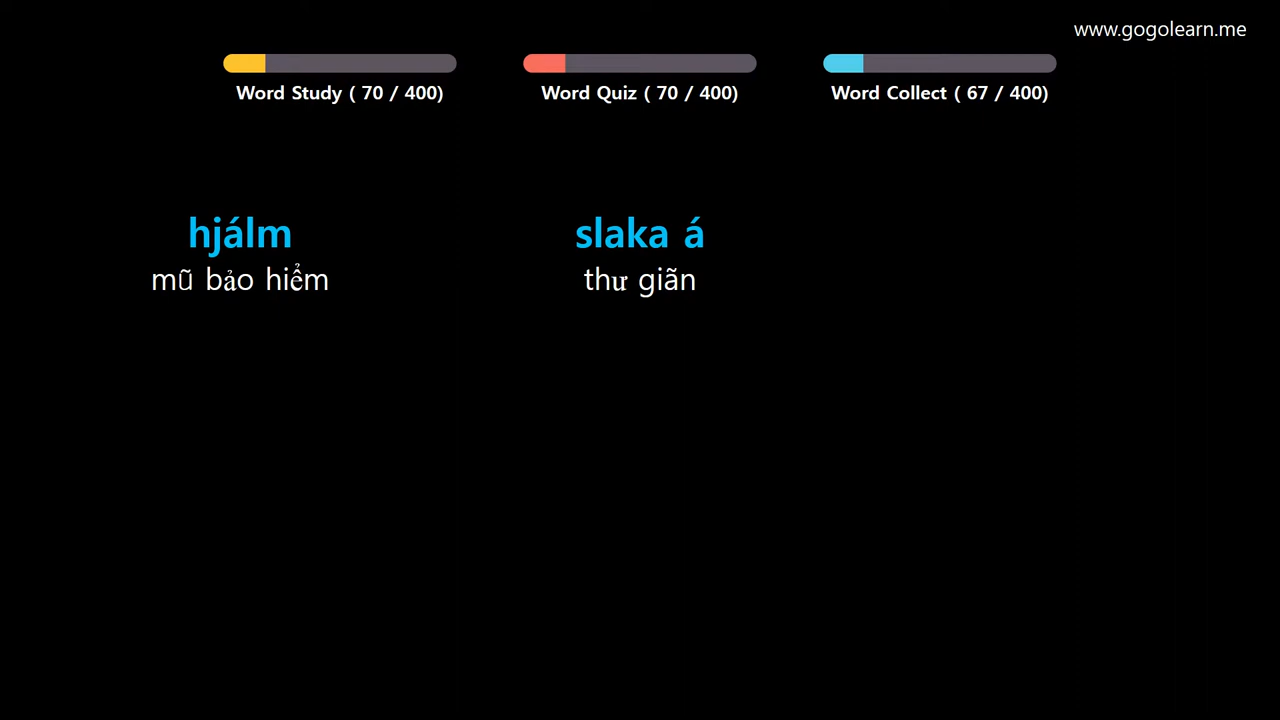 www.gogolearn.me
Word Study ( 70 / 400)
Word Quiz ( 70 / 400)
Word Collect ( 67 / 400)
hjálm
mũ bảo hiểm
slaka á
thư giãn